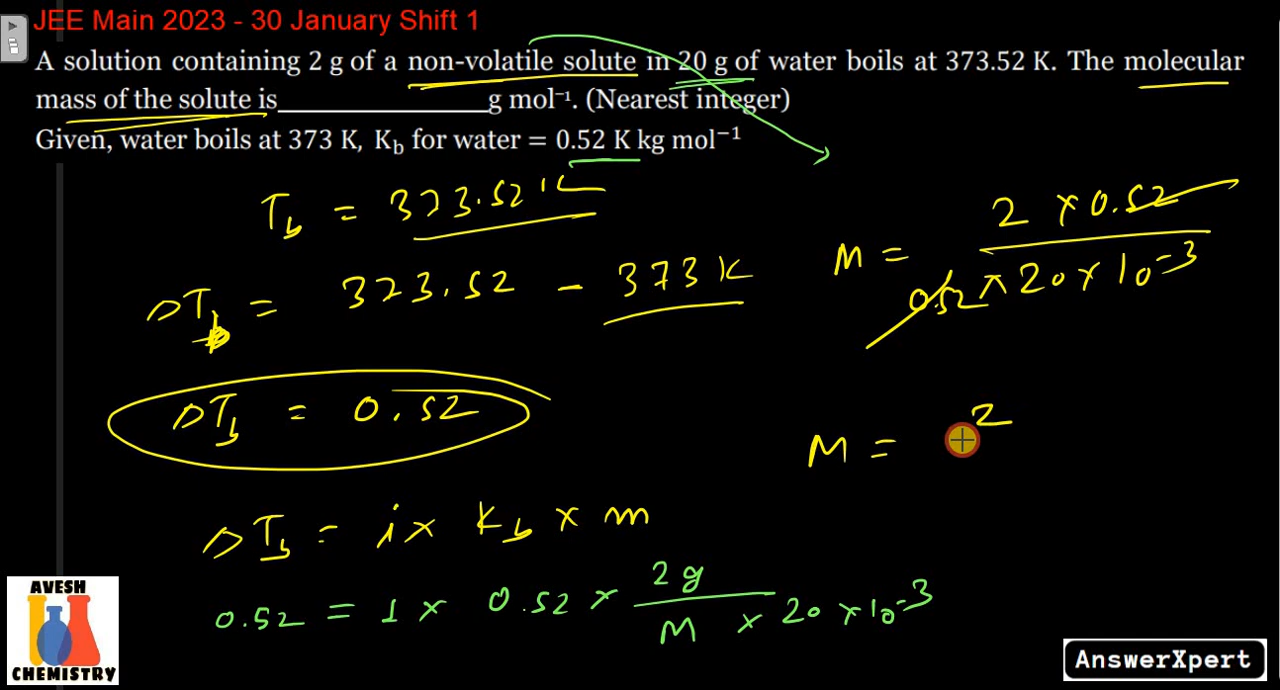 JEE Main 2023 - 30 January Shift 1
A solution containing 2 g of a non-volatile solute in 20 g of water boils at 373.52 K. The molecular
mass of the solute is____________________g mol⁻¹. (Nearest integer)
Given, water boils at 373 K, K_b for water = 0.52 K kg mol⁻¹
T_b = 373.52 K
ΔT_b = 373.52 - 373 K
ΔT_b = 0.52
ΔT_b = i × K_b × m
0.52 = 1 × 0.52 × 2 g / M × 20 × 10⁻³
M = 2 × 0.52 / 0.52 × 20 × 10⁻³
M = 2
AVESH
CHEMISTRY
AnswerXpert